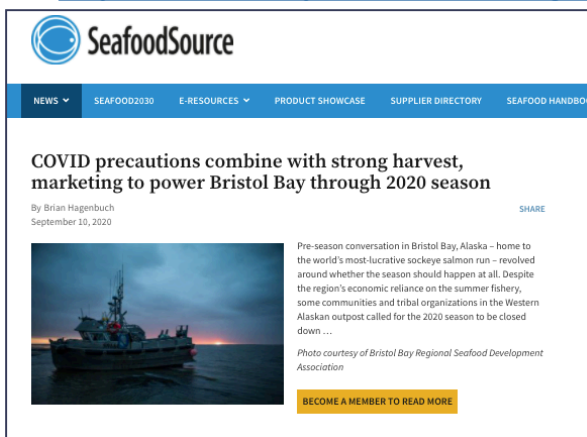 SeafoodSource
NEWS SEAFOOD2030 E-RESOURCES PRODUCT SHOWCASE SUPPLIER DIRECTORY SEAFOOD
COVID precautions combine with strong harvest,
marketing to power Bristol Bay through 2020 season
By Brian Hagenbuch
SHARE
September 10, 2020
Pre-season conversation in Bristol Bay, Alaska – home to
the world's most-lucrative sockeye salmon run – revolved
around whether the season should happen at all. Despite
the region's economic reliance on the summer fishery,
some communities and tribal organizations in the Western
Alaskan outpost called for the 2020 season to be closed
down …
Photo courtesy of Bristol Bay Regional Seafood Development
Association
BECOME A MEMBER TO READ MORE